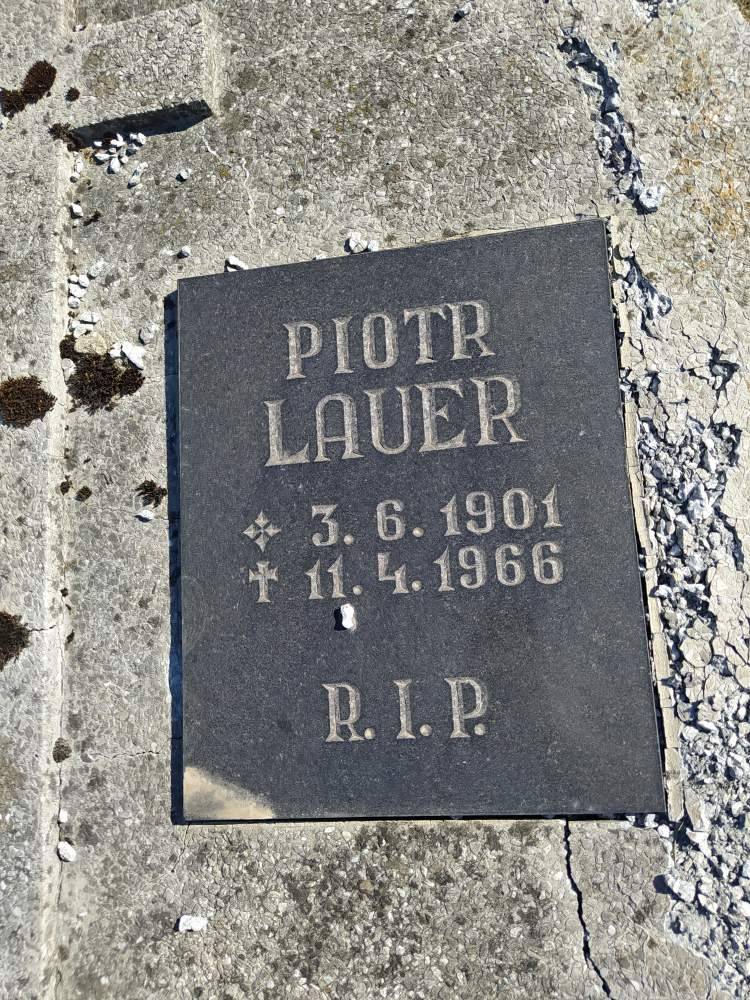 PIOTR
LAUER
3. 6. 1901
11. 4. 1966
R. I. P.